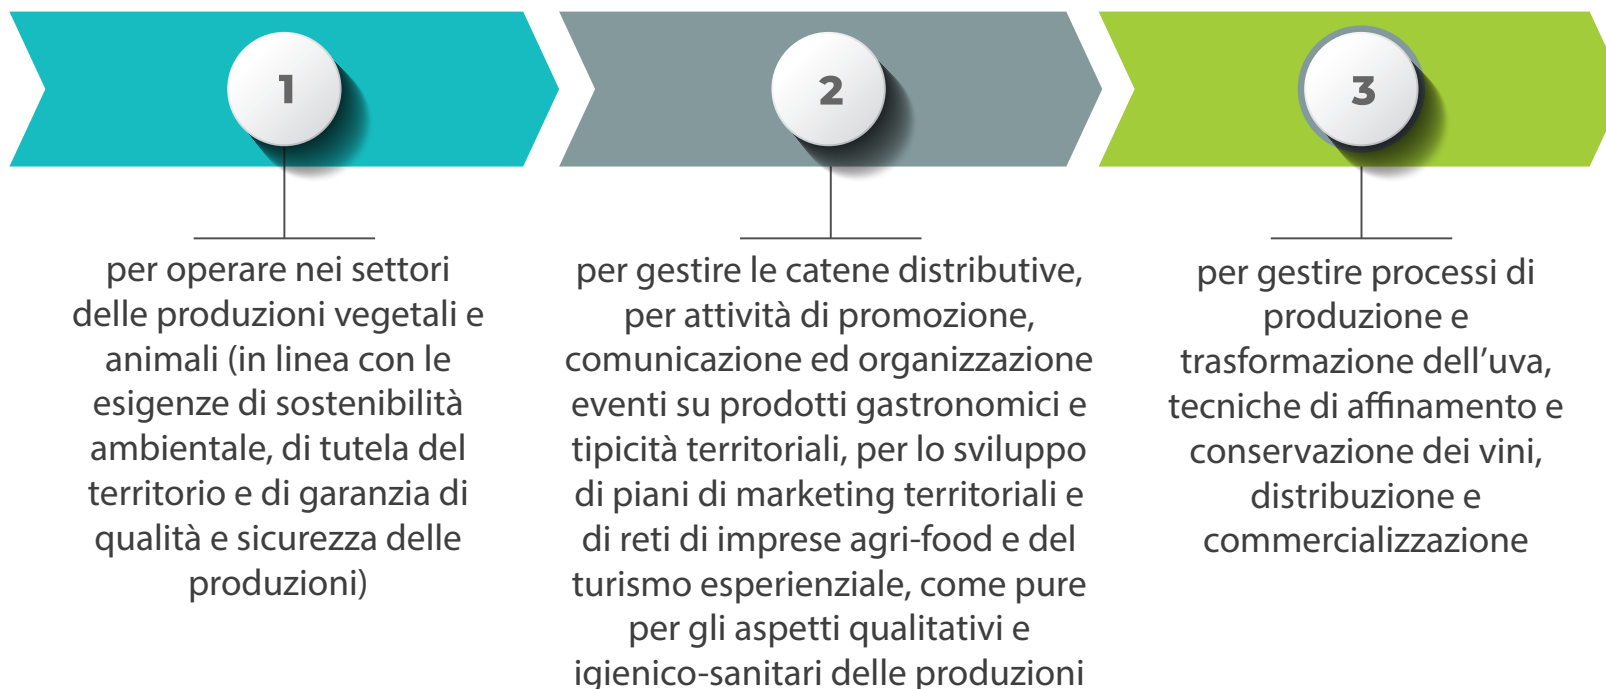 1
per operare nei settori
delle produzioni vegetali e
animali (in linea con le
esigenze di sostenibilità
ambientale, di tutela del
territorio e di garanzia di
qualità e sicurezza delle
produzioni)
2
per gestire le catene distributive,
per attività di promozione,
comunicazione ed organizzazione
eventi su prodotti gastronomici e
tipicità territoriali, per lo sviluppo
di piani di marketing territoriali e
di reti di imprese agri-food e del
turismo esperienziale, come pure
per gli aspetti qualitativi e
igienico-sanitari delle produzioni
3
per gestire processi di
produzione e
trasformazione dell’uva,
tecniche di affinamento e
conservazione dei vini,
distribuzione e
commercializzazione